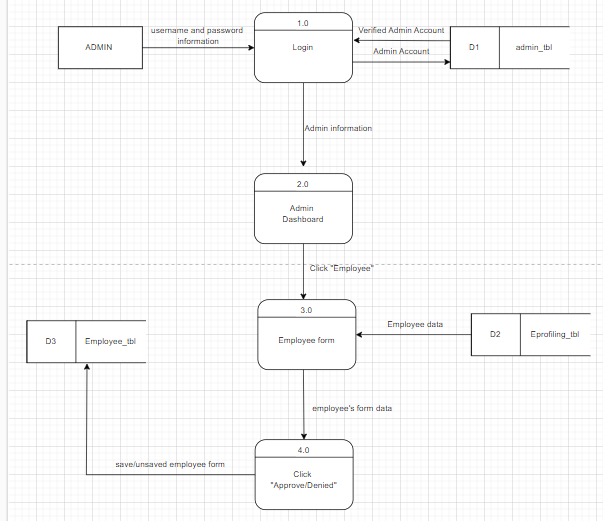 1.0
username and password
information
Verified Admin Account
ADMIN
Login
Admin Account
D1
admin_tbl
Admin information
2.0
Admin
Dashboard
Click "Employee"
3.0
Employee data
D3
Employee_tbl
Employee form
D2
Eprofiling_tbl
employee's form data
4.0
save/unsaved employee form
Click
"Approve/Denied"